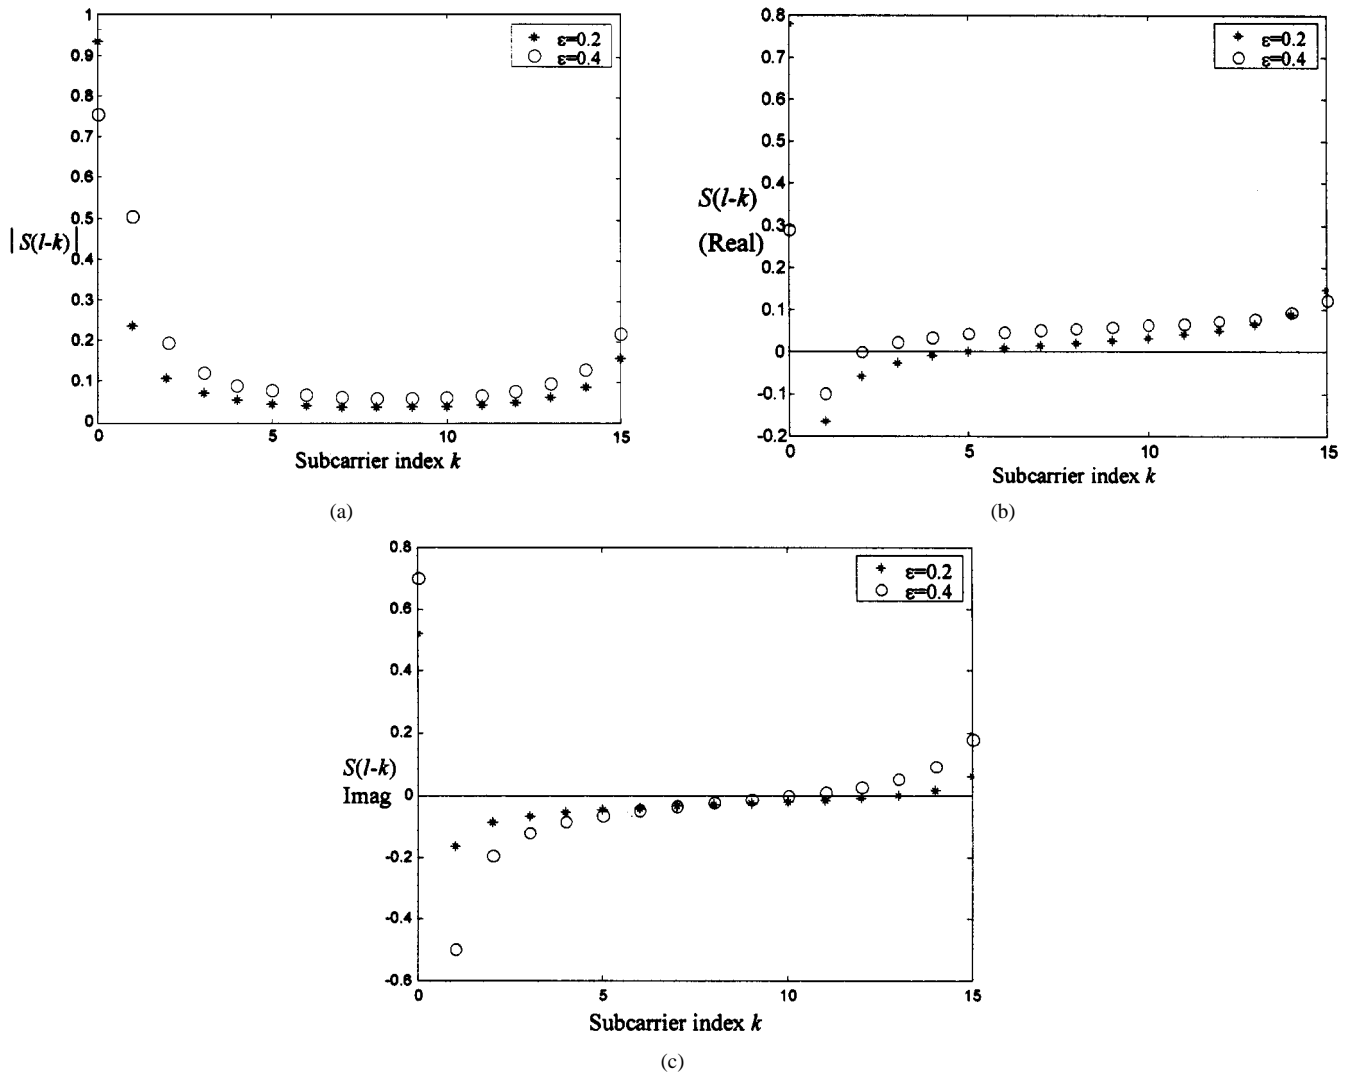 1
0.9
0.8
0.7
0.6
0.5
0.4
0.3
0.2
0.1
0
|S(l-k)|
ε=0.2
ε=0.4
0 5 10 15
Subcarrier index k
(a)
0.8
0.7
0.6
0.5
0.4
0.3
0.2
0.1
0
-0.1
-0.2
S(l-k)
(Real)
ε=0.2
ε=0.4
0 5 10 15
Subcarrier index k
(b)
0.8
0.6
0.4
0.2
0
-0.2
-0.4
-0.6
S(l-k)
Imag
ε=0.2
ε=0.4
0 5 10 15
Subcarrier index k
(c)